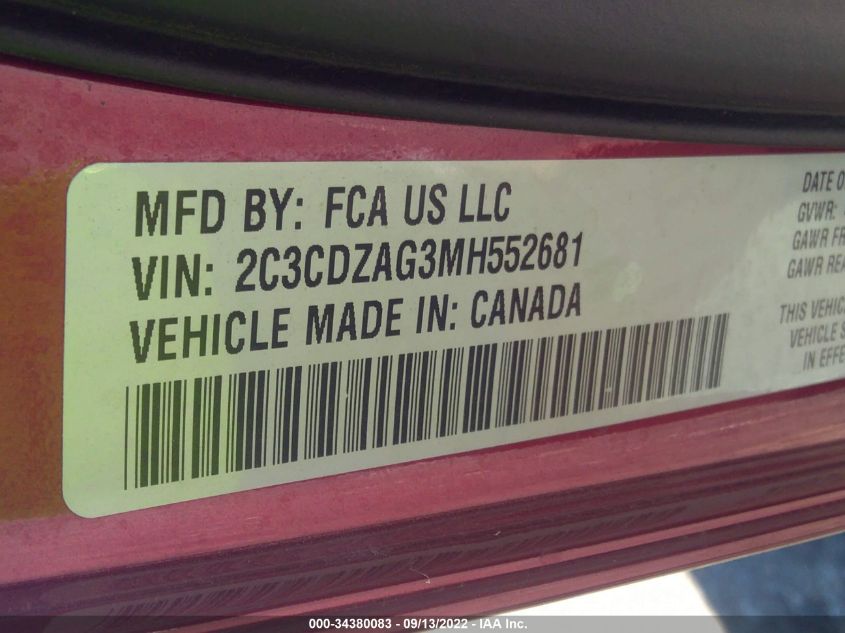 MFD BY: FCA US LLC
VIN: 2C3CDZAG3MH552681
VEHICLE MADE IN: CANADA
DATE O
GVWR:
GAWR FR
GAWR REA
THIS VEHIC
VEHICLE S
IN EFFE
000-34380083 - 09/13/2022 - IAA Inc.